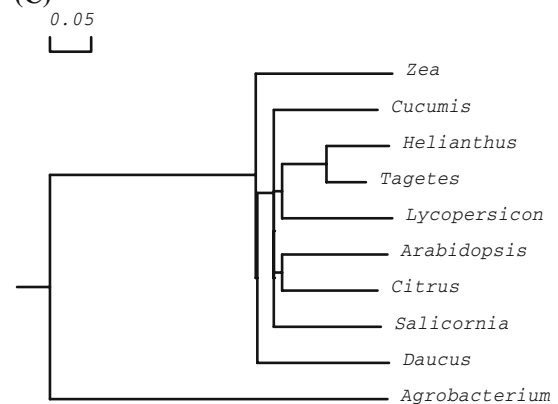 (C)
0.05
Zea
Cucumis
Helianthus
Tagetes
Lycopersicon
Arabidopsis
Citrus
Salicornia
Daucus
Agrobacterium